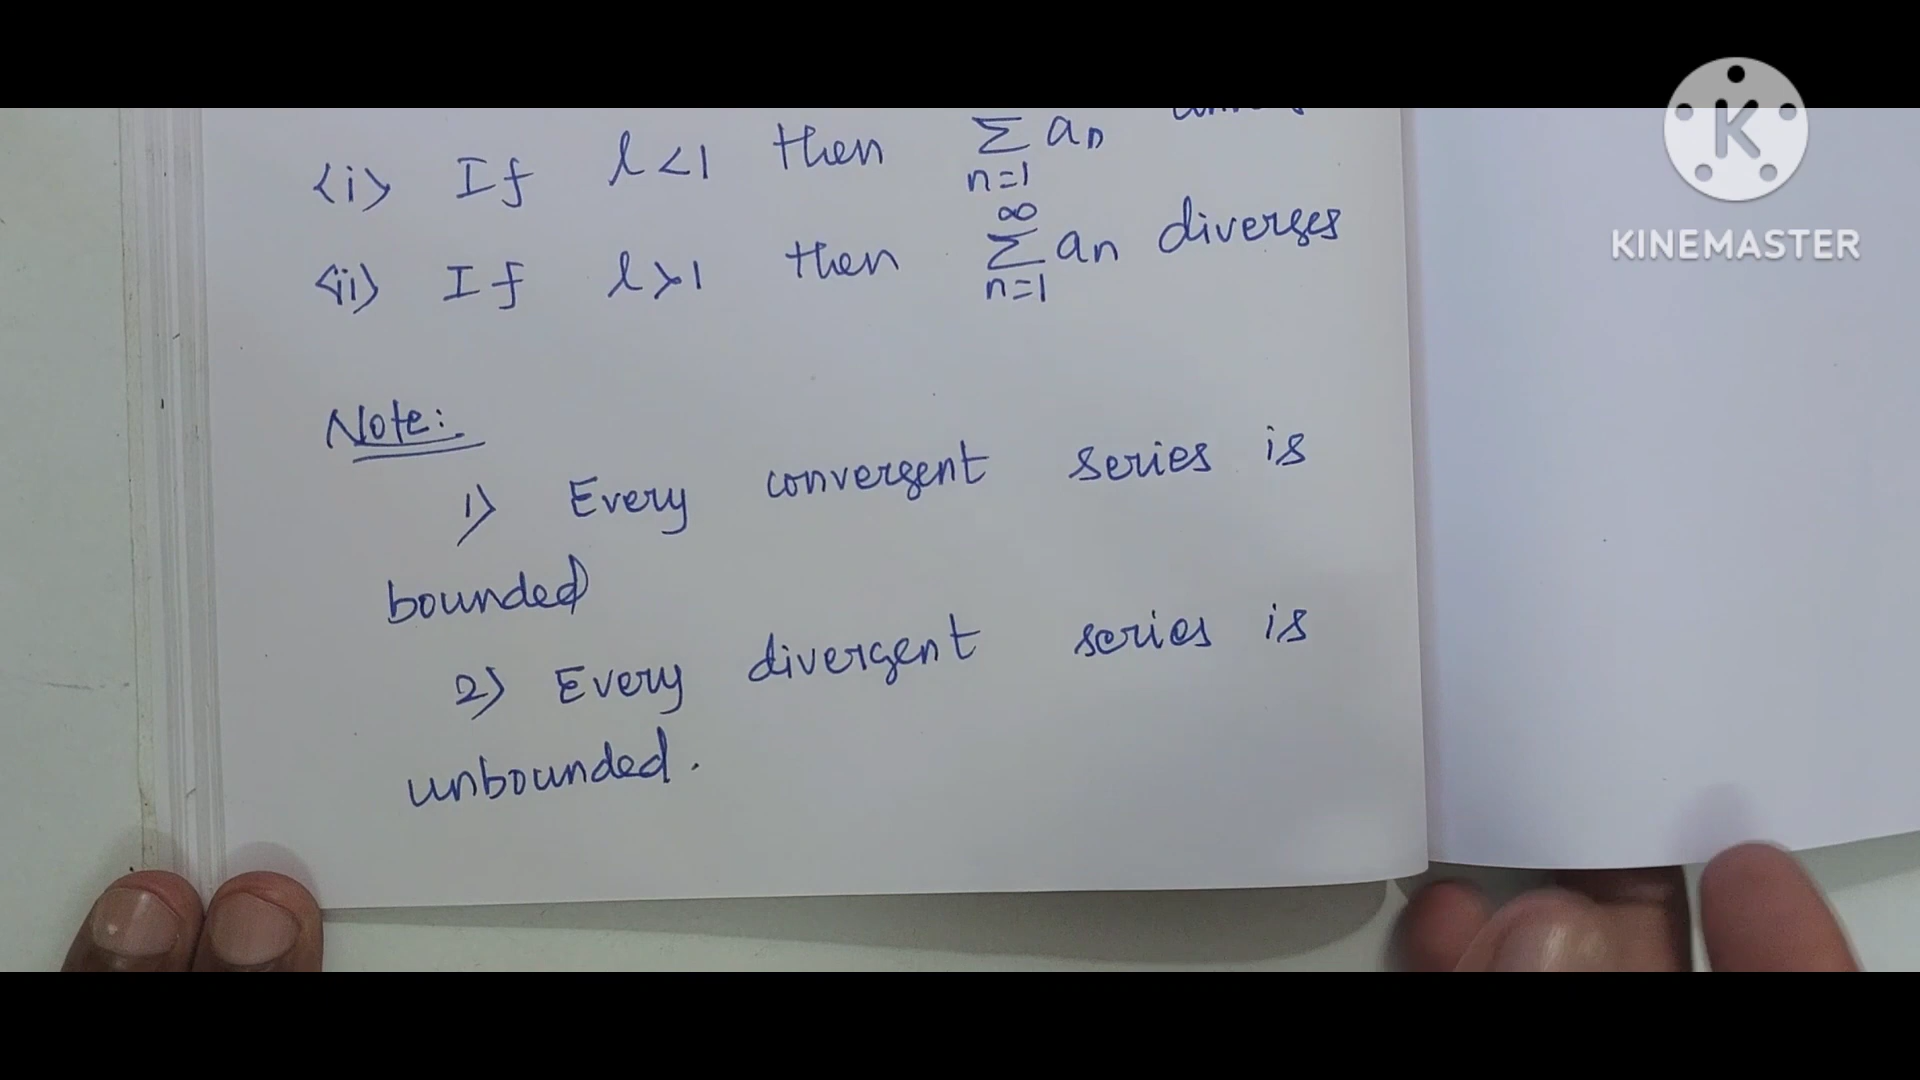 <i> If l<1 then ∑ an
n=1
<ii> If l>1 then ∞ ∑ an diverges
n=1
Note:
1) Every convergent series is
bounded
2) Every divergent series is
unbounded.
K
KINEMASTER